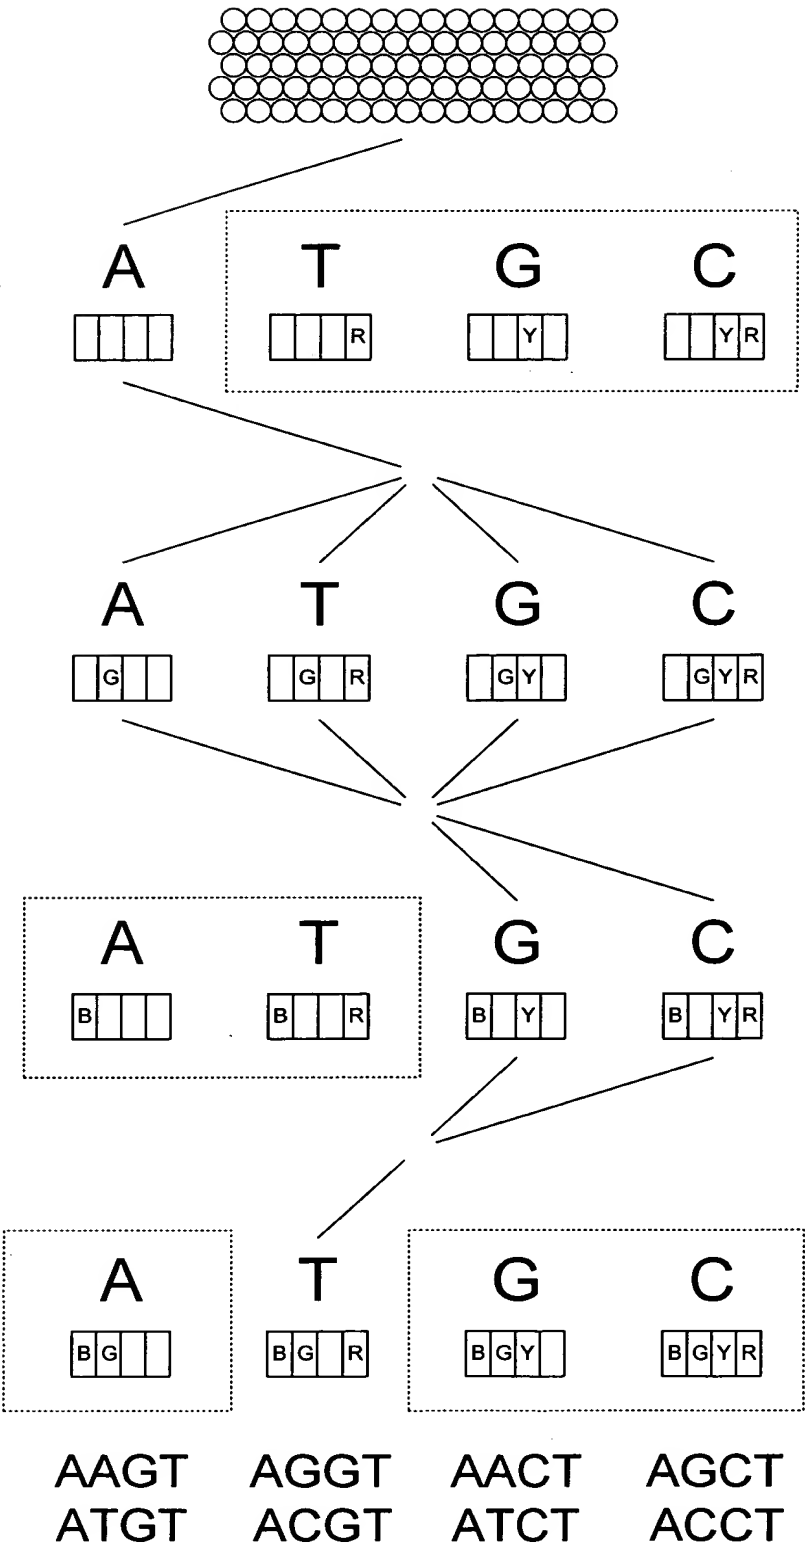 A T G C
R Y Y R
A T G C
G G R G Y G Y R
A T G C
B B R B Y B Y R
A T G C
B G B G R B G Y B G Y R
AAGT AGGT AACT AGCT
ATGT ACGT ATCT ACCT